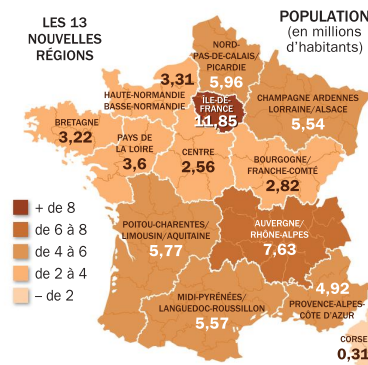 LES 13
NOUVELLES
RÉGIONS
POPULATION
(en millions
d'habitants)
NORD-
PAS-DE-CALAIS/
PICARDIE
5,96
3,31
HAUTE-NORMANDIE
BASSE-NORMANDIE
ÎLE-DE-
FRANCE
11,85
CHAMPAGNE ARDENNES
LORRAINE/ALSACE
5,54
BRETAGNE
3,22
PAYS DE
LA LOIRE
3,6
CENTRE
2,56
BOURGOGNE/
FRANCHE-COMTÉ
2,82
+ de 8
de 6 à 8
de 4 à 6
de 2 à 4
– de 2
POITOU-CHARENTES/
LIMOUSIN/AQUITAINE
5,77
AUVERGNE/
RHÔNE-ALPES
7,63
MIDI-PYRÉNÉES/
LANGUEDOC-ROUSSILLON
5,57
4,92
PROVENCE-ALPES-
CÔTE D'AZUR
CORSE
0,31